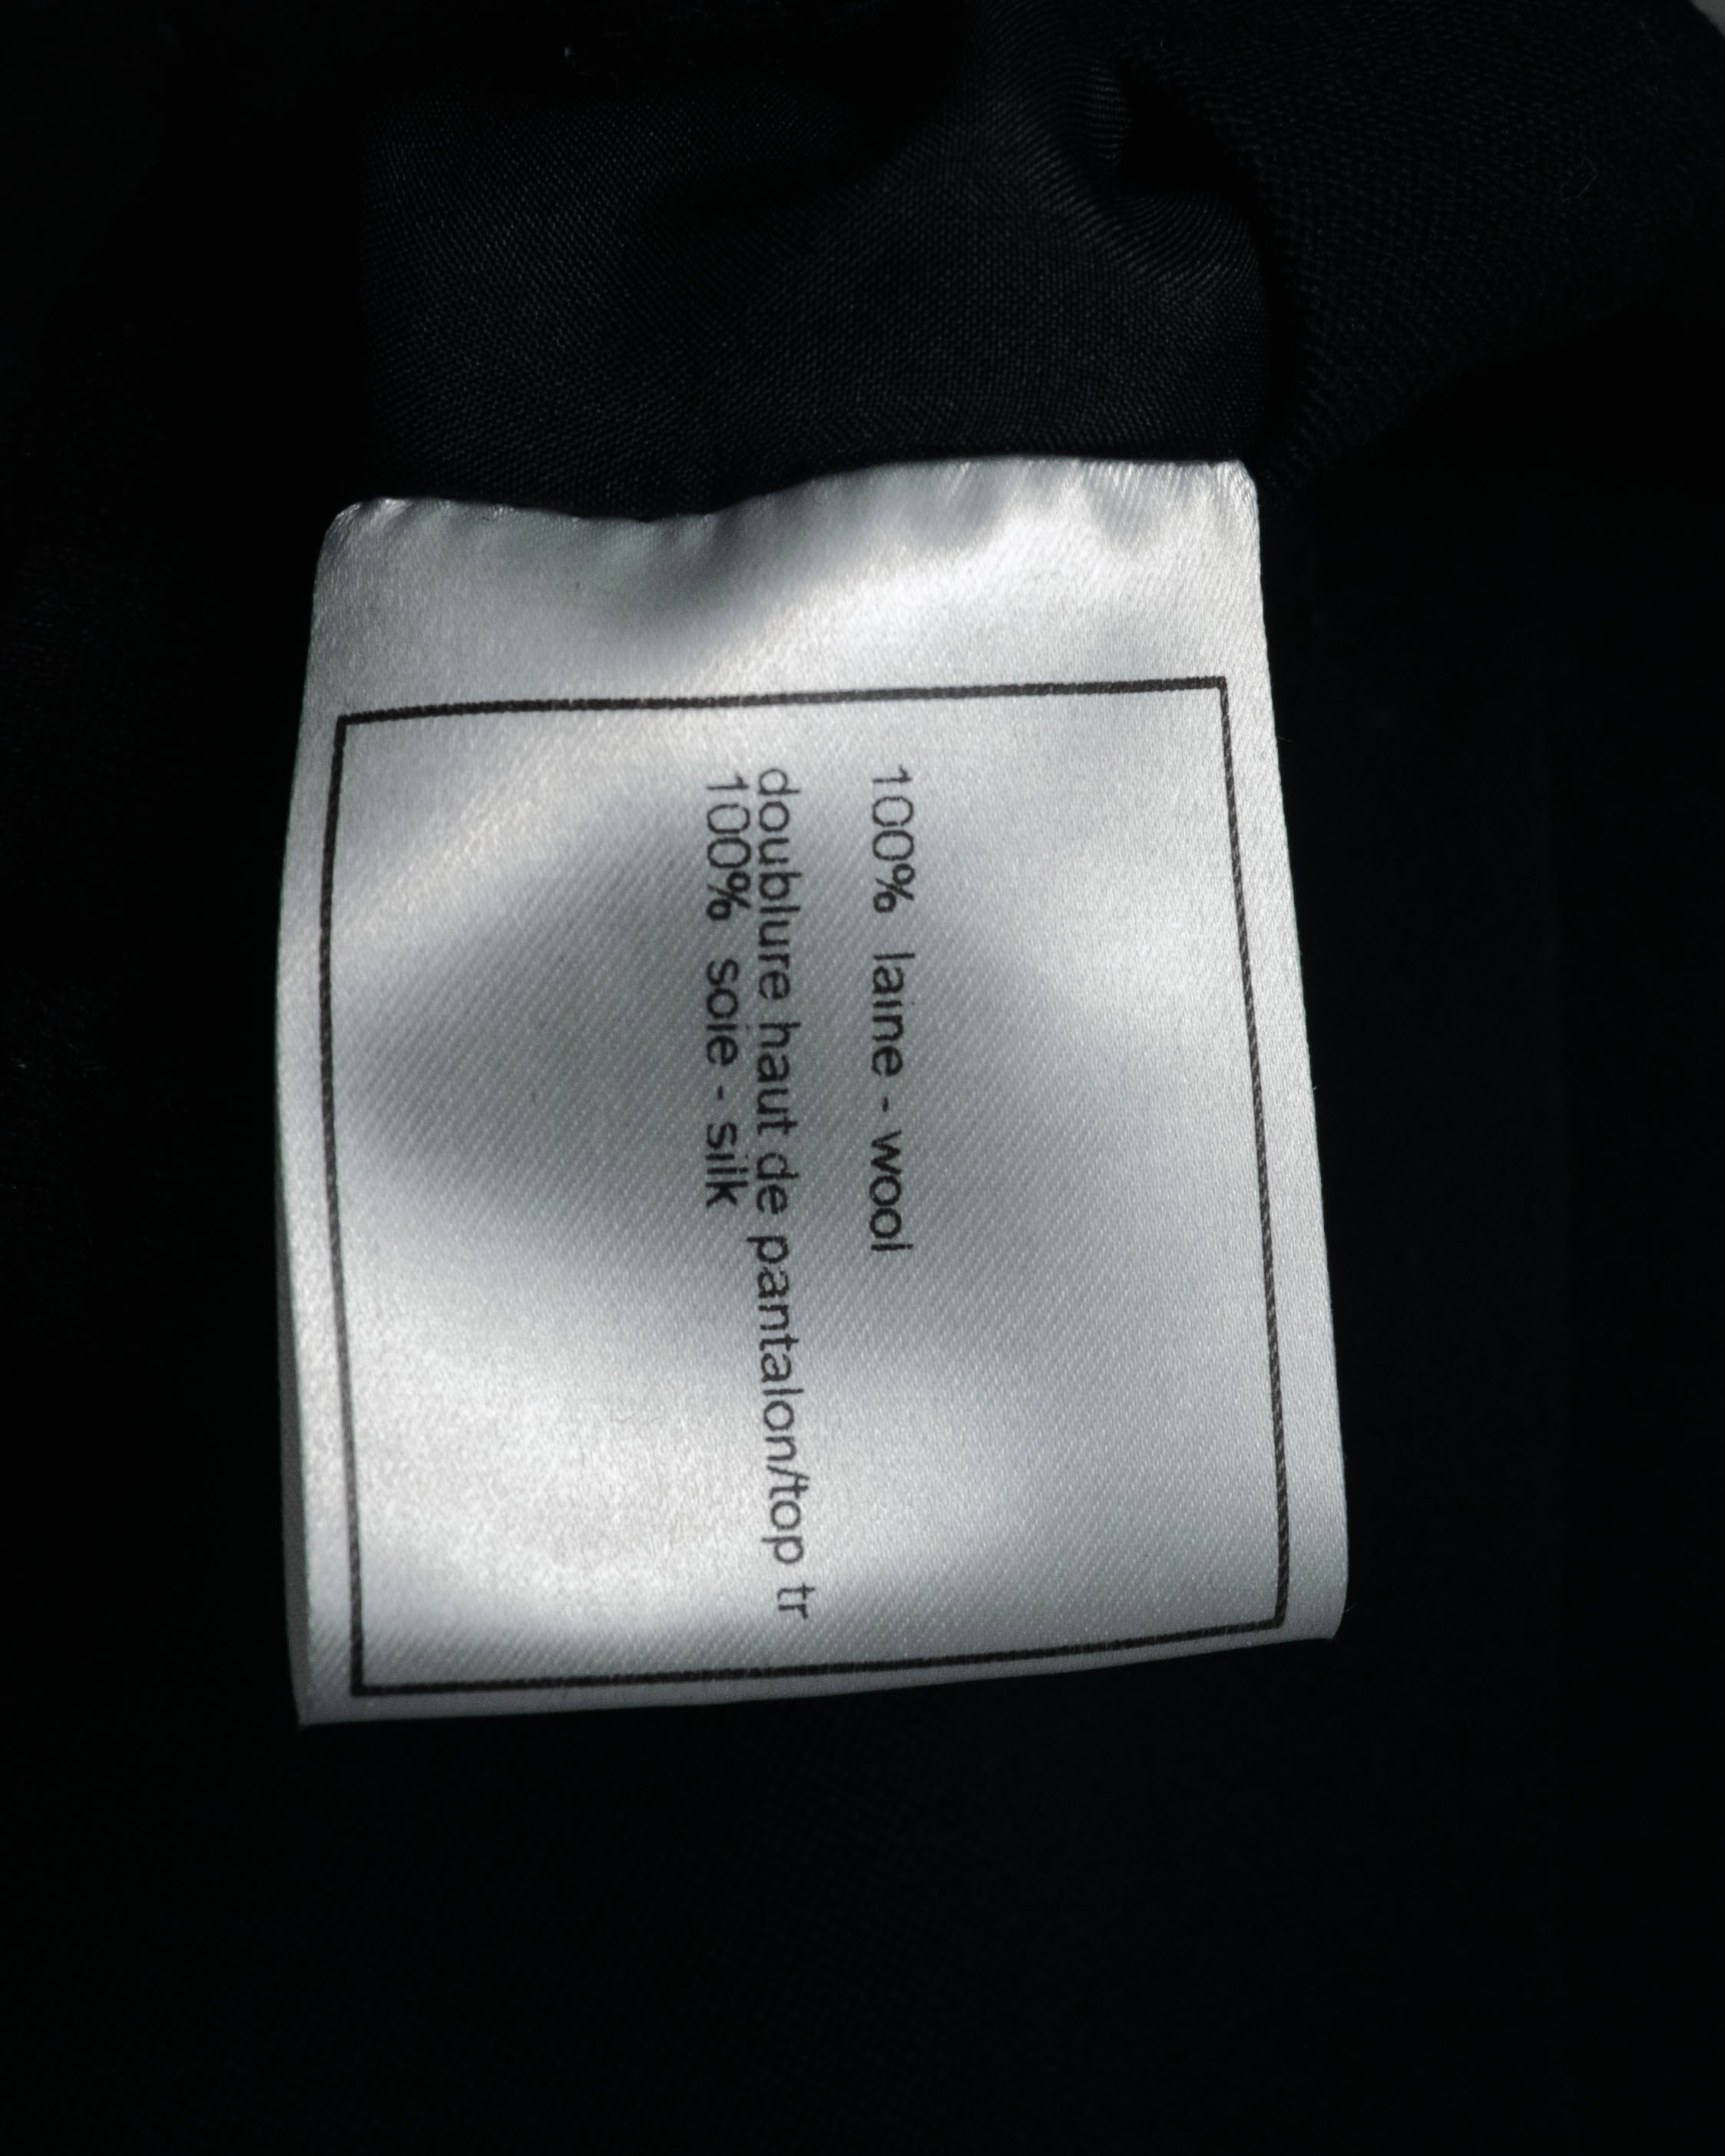 100% laine - wool
doublure haut de pantalon/top tr
100% soie - silk